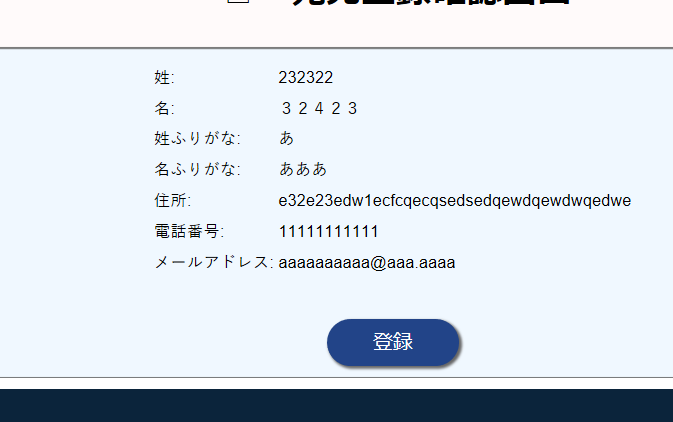 姓: 232322
名: ３２４２３
姓ふりがな: あ
名ふりがな: あああ
住所: e32e23edw1ecfcqecqsedsedqewdqewdwqedwe
電話番号: 11111111111
メールアドレス: aaaaaaaaaa@aaa.aaaa
登録